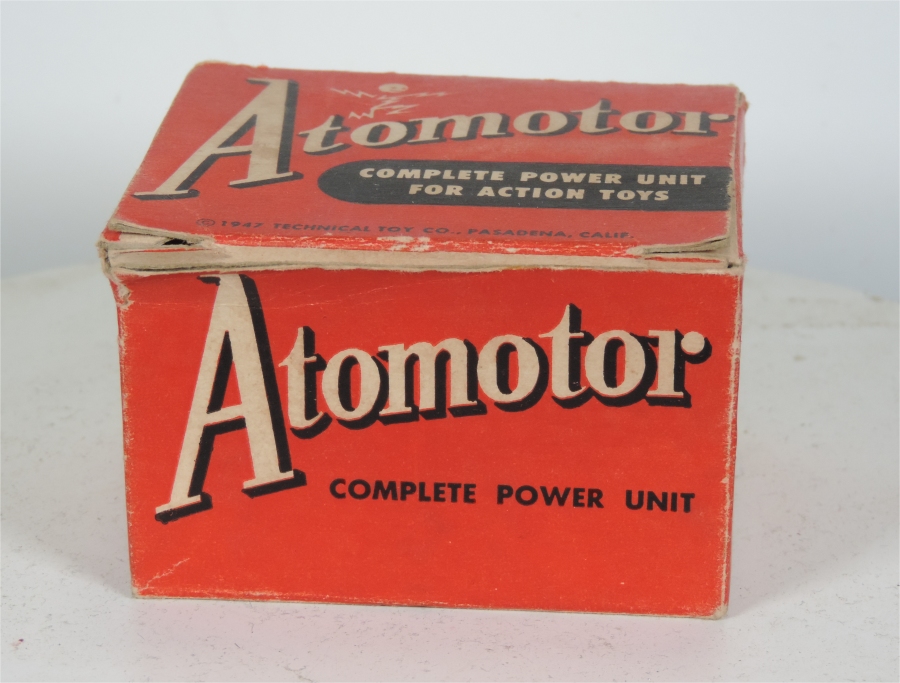 Atomotor
COMPLETE POWER UNIT
FOR ACTION TOYS
© 1947 TECHNICAL TOY CO., PASADENA, CALIF.
Atomotor
COMPLETE POWER UNIT